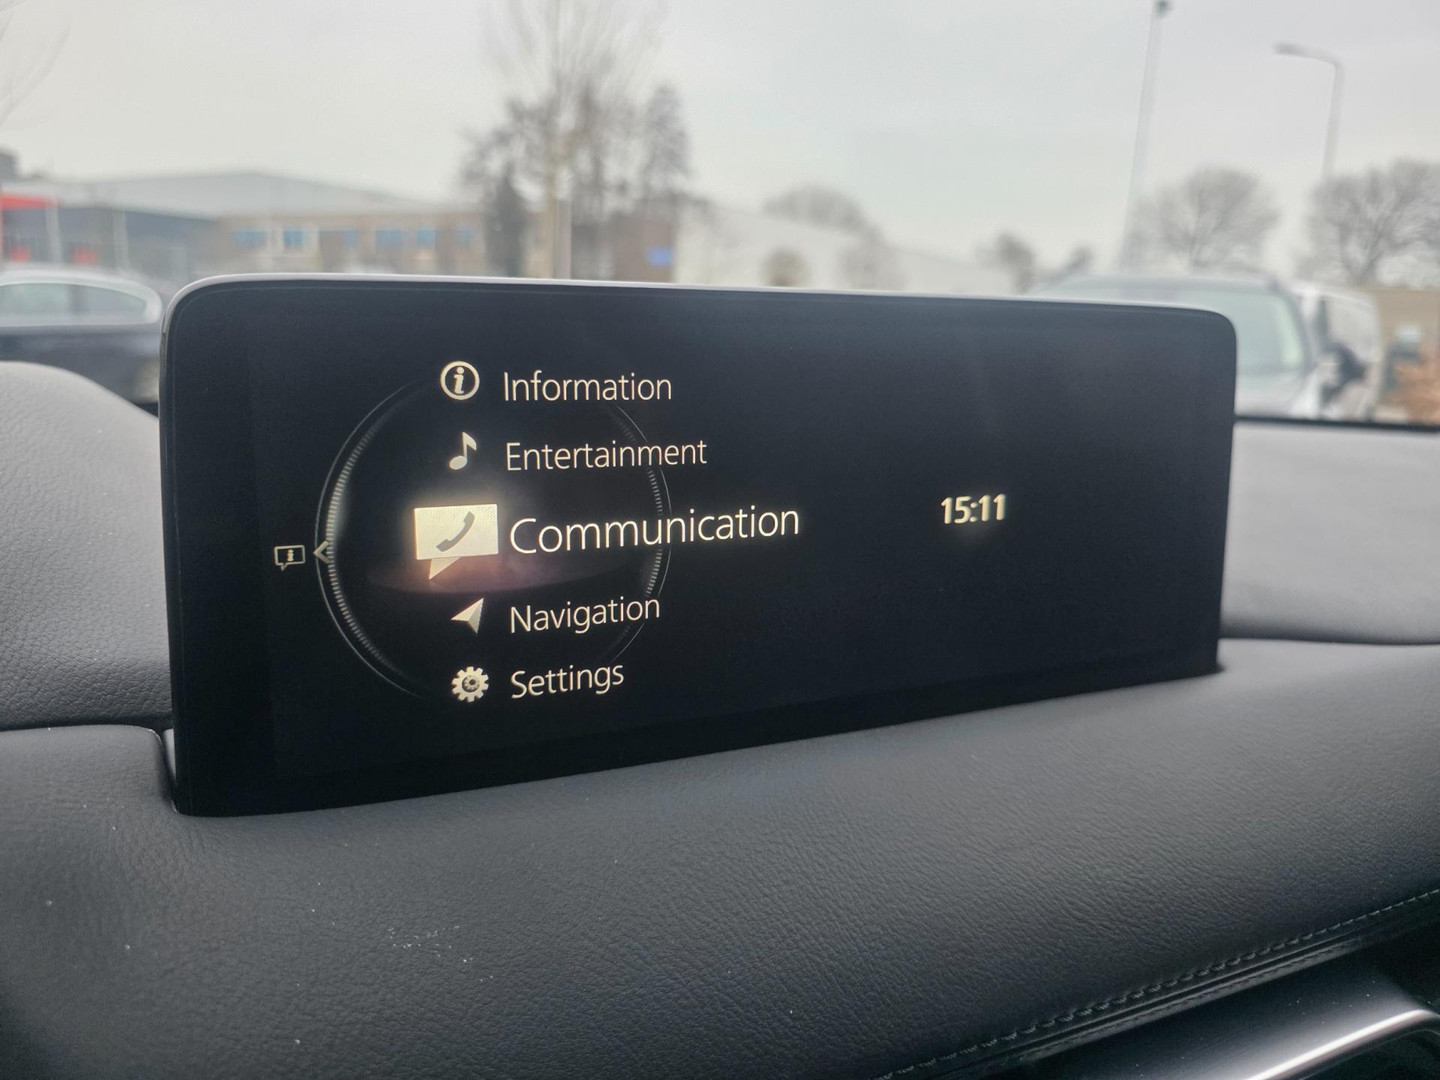 Information
Entertainment
Communication
15:11
Navigation
Settings